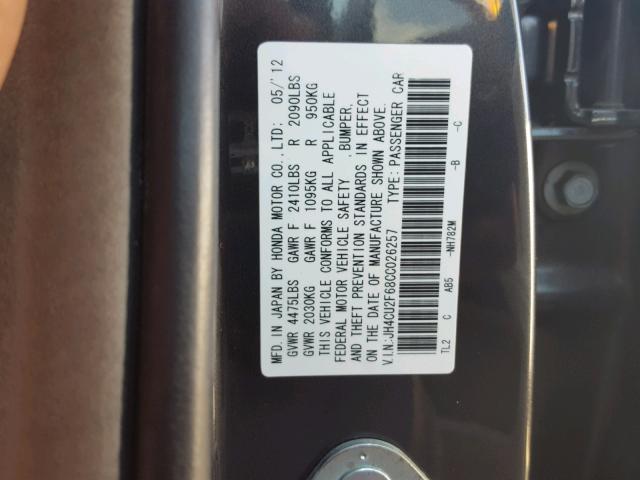 MFD. IN JAPAN BY HONDA MOTOR CO., LTD; 05/'12
GVWR 4475LBS GAWR F 2410LBS R 2090LBS
GVWR 2030KG GAWR F 1095KG R 950KG
THIS VEHICLE CONFORMS TO ALL APPLICABLE
FEDERAL MOTOR VEHICLE SAFETY , BUMPER,
AND THEFT PREVENTION STANDARDS IN EFFECT
ON THE DATE OF MANUFACTURE SHOWN ABOVE.
V.I.N:JH4CU2F68CC026257 TYPE: PASSENGER CAR
TL2 C AB5 -NH782M -B -C